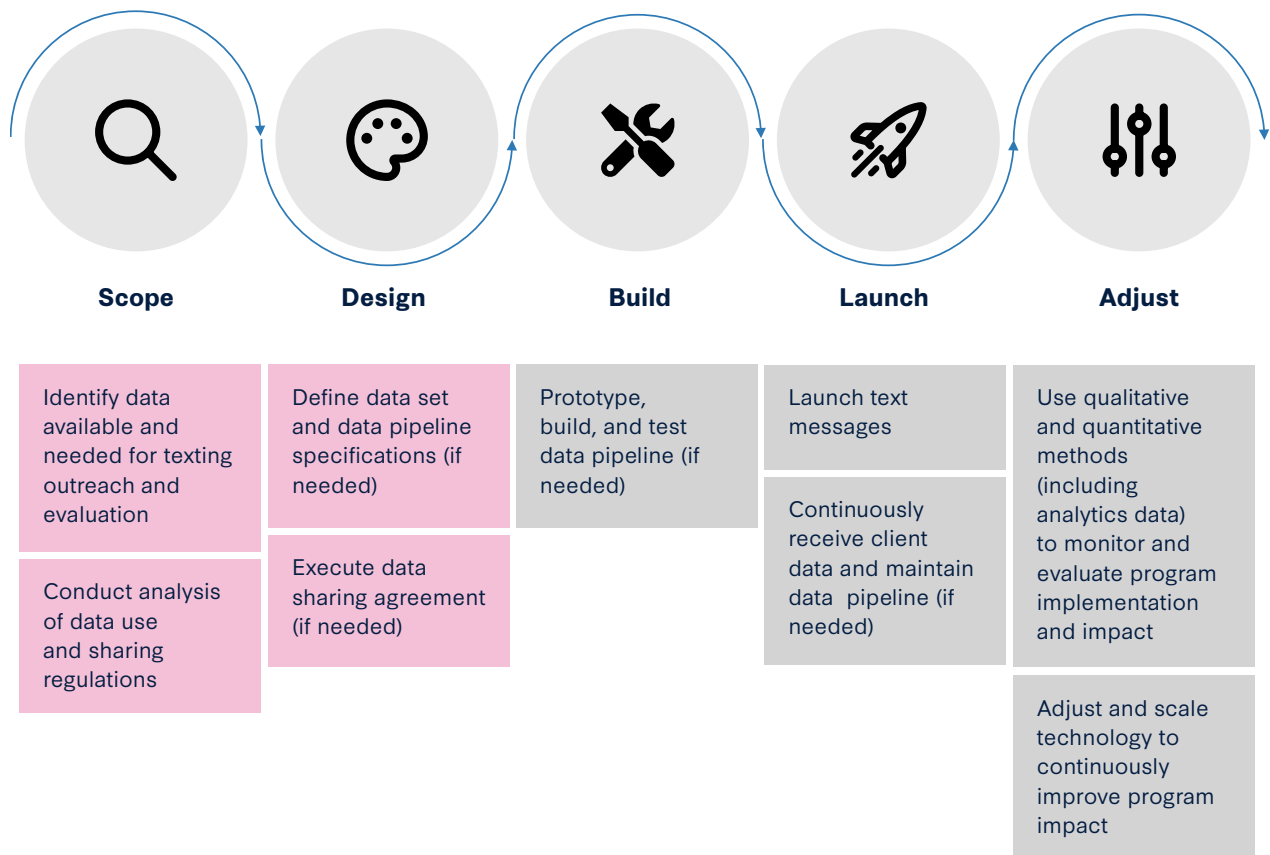 Scope
Design
Build
Launch
Adjust
Identify data
available and
needed for texting
outreach and
evaluation
Conduct analysis
of data use
and sharing
regulations
Define data set
and data pipeline
specifications (if
needed)
Execute data
sharing agreement
(if needed)
Prototype,
build, and test
data pipeline (if
needed)
Launch text
messages
Continuously
receive client
data and maintain
data  pipeline (if
needed)
Use qualitative
and quantitative
methods
(including
analytics data)
to monitor and
evaluate program
implementation
and impact
Adjust and scale
technology to
continuously
improve program
impact